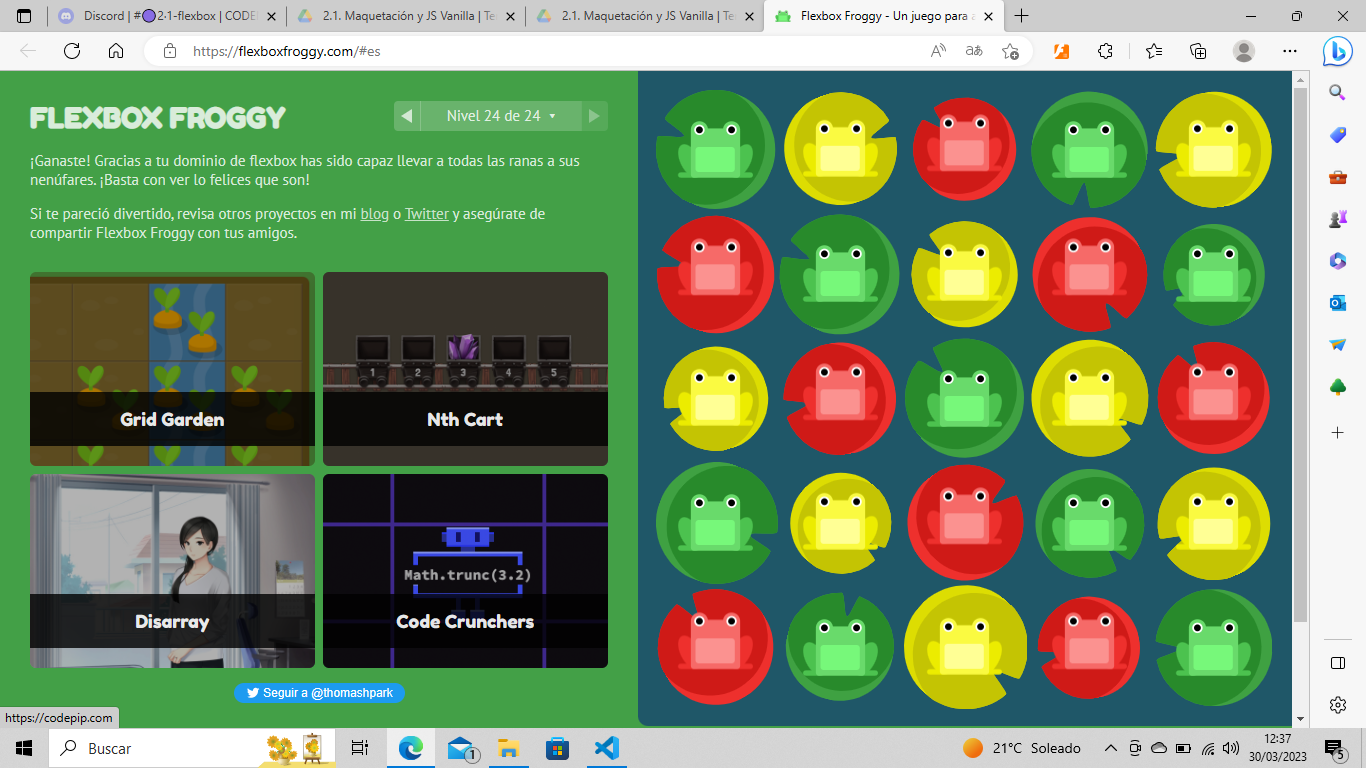 Discord | #🟣2·1-flexbox | CODE
2.1. Maquetación y JS Vanilla | Te
2.1. Maquetación y JS Vanilla | Te
Flexbox Froggy - Un juego para a
https://flexboxfroggy.com/#es
FLEXBOX FROGGY
Nivel 24 de 24
¡Ganaste! Gracias a tu dominio de flexbox has sido capaz llevar a todas las ranas a sus
nenúfares. ¡Basta con ver lo felices que son!
Si te pareció divertido, revisa otros proyectos en mi blog o Twitter y asegúrate de
compartir Flexbox Froggy con tus amigos.
1 2 3 4 5
Grid Garden
Nth Cart
Math.trunc(3.2)
Disarray
Code Crunchers
Seguir a @thomashpark
https://codepip.com
Buscar
1
21°C Soleado
12:37
30/03/2023
5